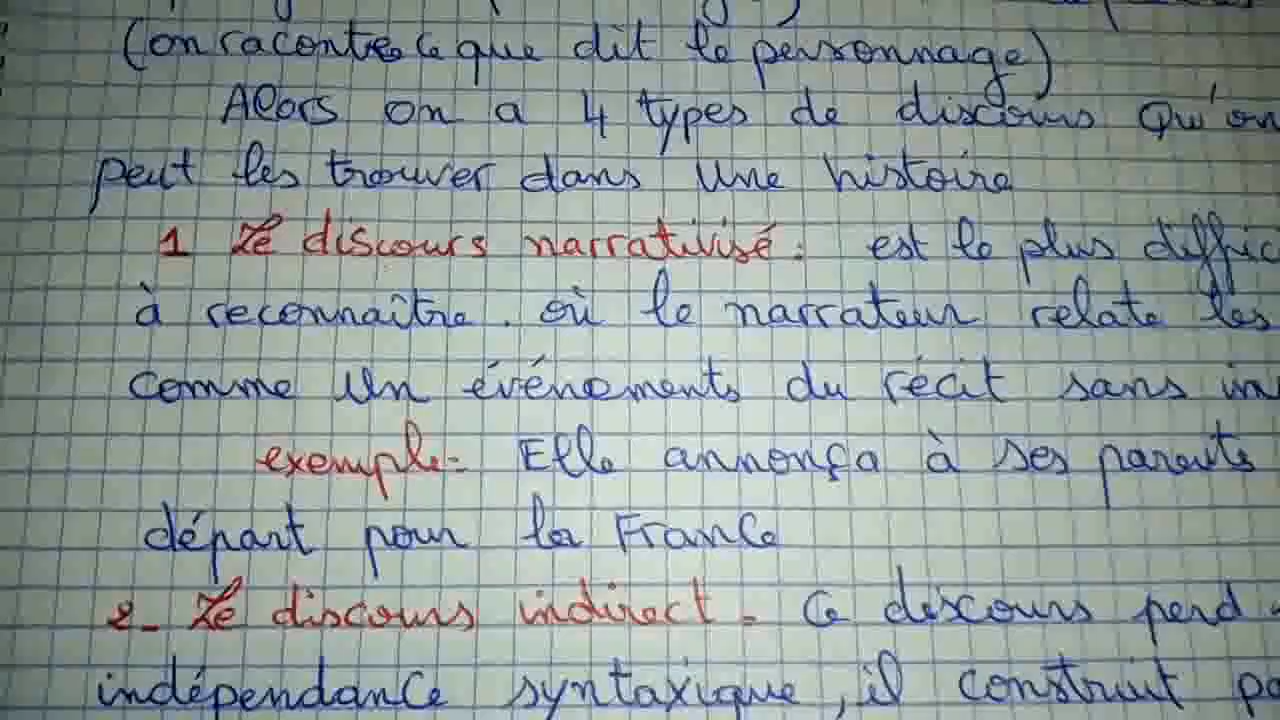 (on raconte ce que dit le personnage)
Alors on a 4 types de discours Qu'on
peut les trouver dans une histoire
1 Le discours narrativisé : est le plus diffic
à reconnaître. où le narrateur relate les
comme un événements du récit sans in
exemple- Elle annonça à ses parents
départ pour la France
2- Le discours indirect - Ce discours perd
indépendance syntaxique, il construit pa